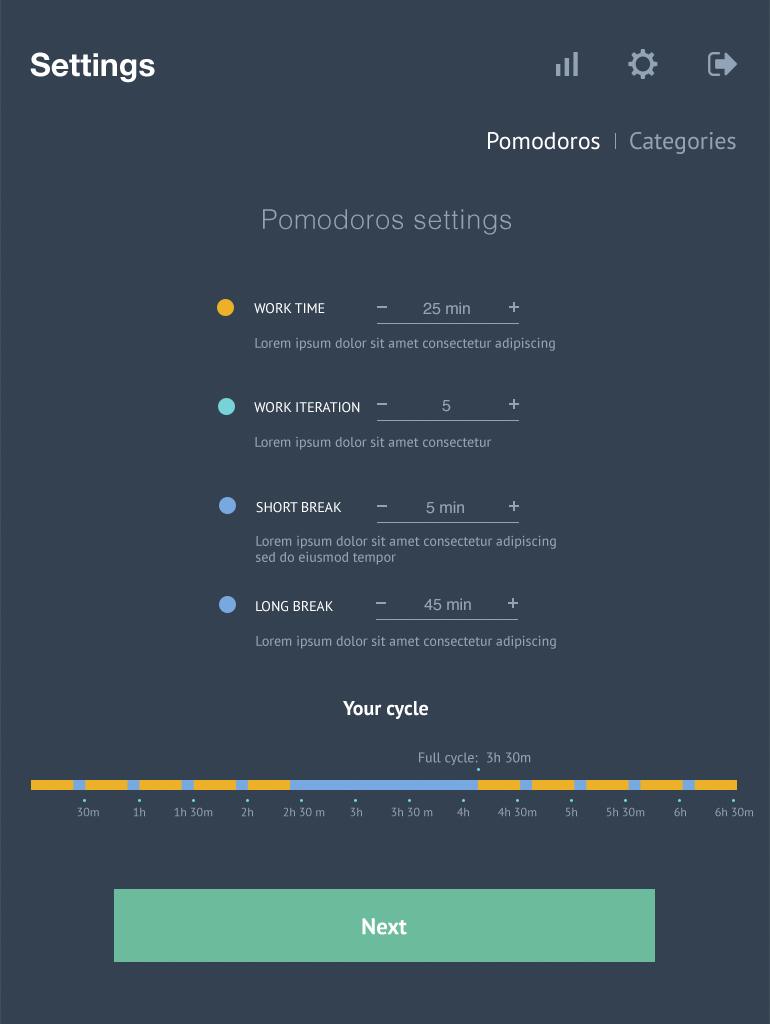 Settings
Pomodoros | Categories
Pomodoros settings
WORK TIME − 25 min +
Lorem ipsum dolor sit amet consectetur adipiscing
WORK ITERATION − 5 +
Lorem ipsum dolor sit amet consectetur
SHORT BREAK − 5 min +
Lorem ipsum dolor sit amet consectetur adipiscing
sed do eiusmod tempor
LONG BREAK − 45 min +
Lorem ipsum dolor sit amet consectetur adipiscing
Your cycle
Full cycle: 3h 30m
30m 1h 1h 30m 2h 2h 30 m 3h 3h 30 m 4h 4h 30m 5h 5h 30m 6h 6h 30m
Next